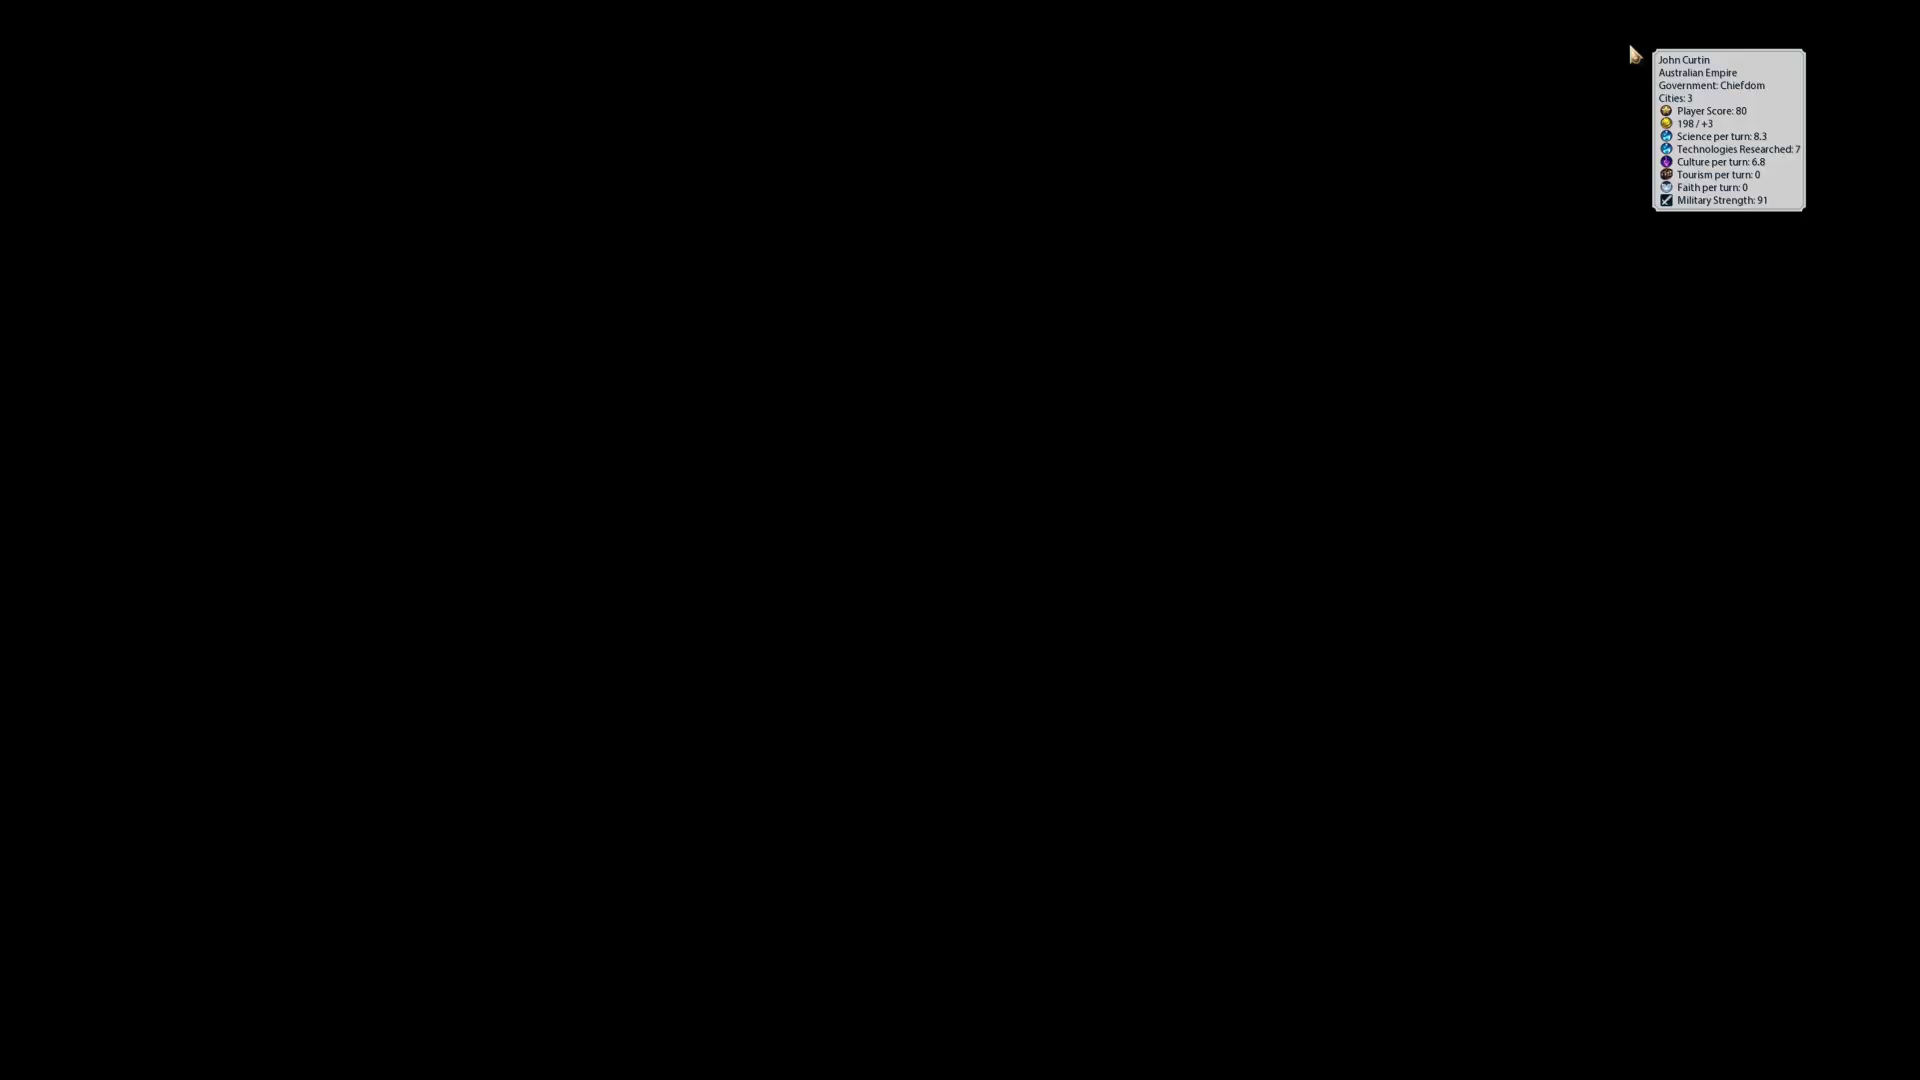 John Curtin
Australian Empire
Government: Chiefdom
Cities: 3
Player Score: 80
198 / +3
Science per turn: 8.3
Technologies Researched: 7
Culture per turn: 6.8
Tourism per turn: 0
Faith per turn: 0
Military Strength: 91